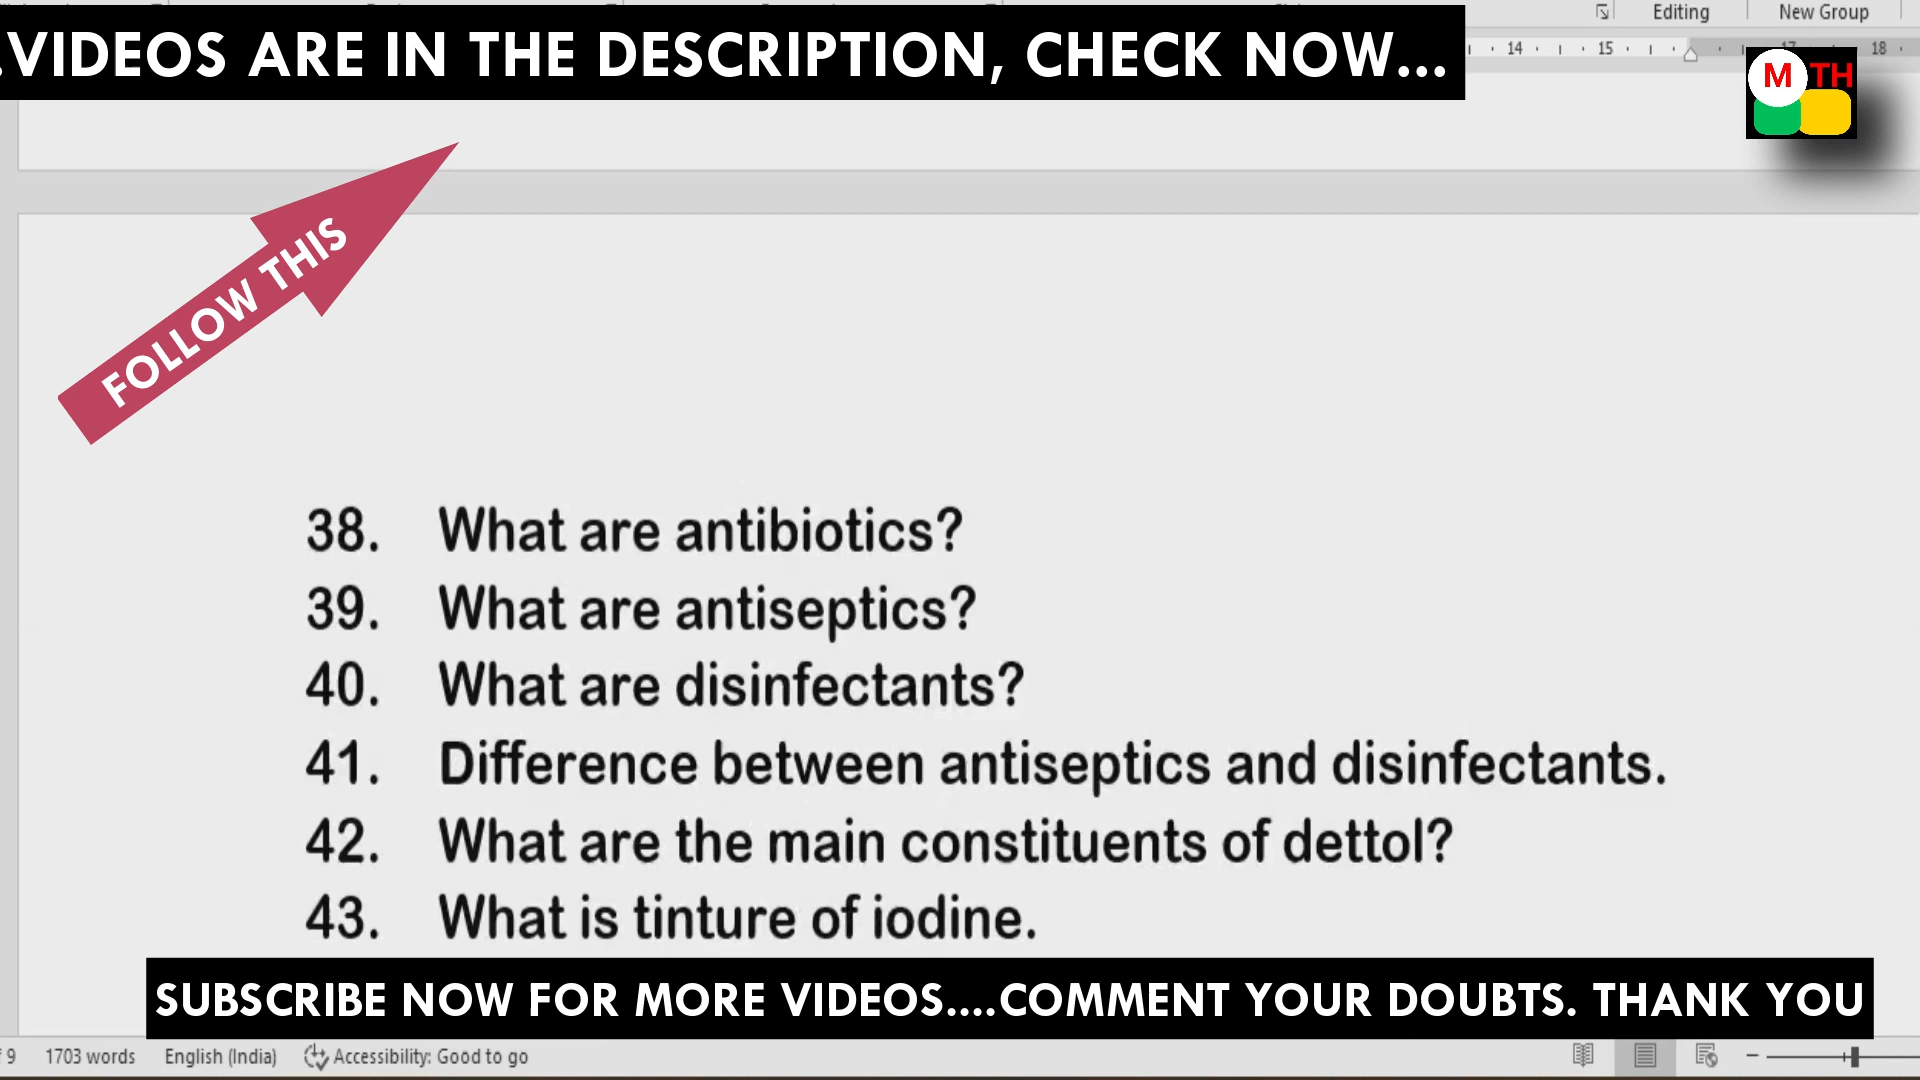 Editing New Group
.VIDEOS ARE IN THE DESCRIPTION, CHECK NOW...
14 15 17 18
M TH
FOLLOW THIS
38. What are antibiotics?
39. What are antiseptics?
40. What are disinfectants?
41. Difference between antiseptics and disinfectants.
42. What are the main constituents of dettol?
43. What is tinture of iodine.
SUBSCRIBE NOW FOR MORE VIDEOS....COMMENT YOUR DOUBTS. THANK YOU
f 9 1703 words English (India) Accessibility: Good to go